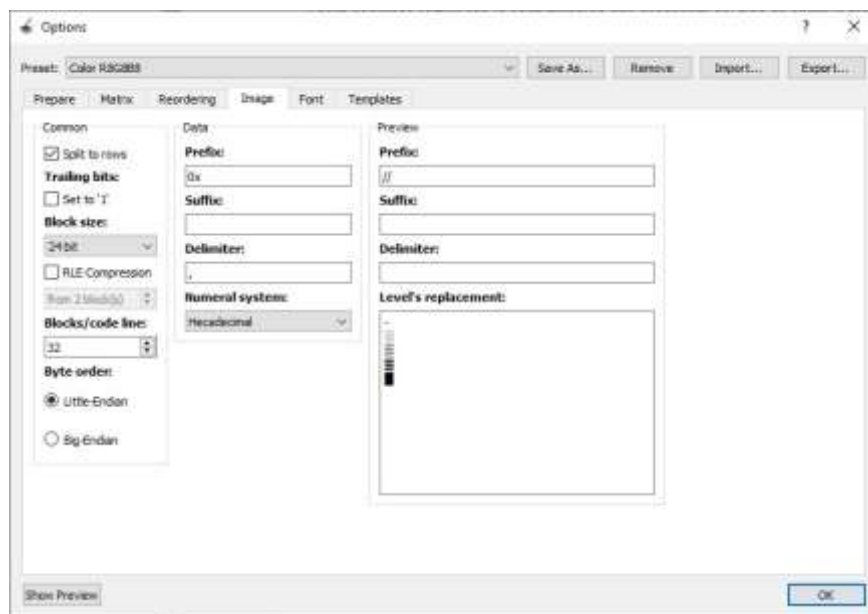 Options
Preset: Color R8G8B8
Save As...
Remove
Import...
Export...
Prepare Matrix Reordering Image Font Templates
Common
Split to rows
Trailing bits:
Set to '1'
Block size:
24 bit
RLE Compression
from 2 block(s)
Blocks/code line:
32
Byte order:
Little-Endian
Big-Endian
Data
Prefix:
0x
Suffix:
Delimiter:
,
Numeral system:
Hexadecimal
Preview
Prefix:
//
Suffix:
Delimiter:
Level's replacement:
Show Preview
OK